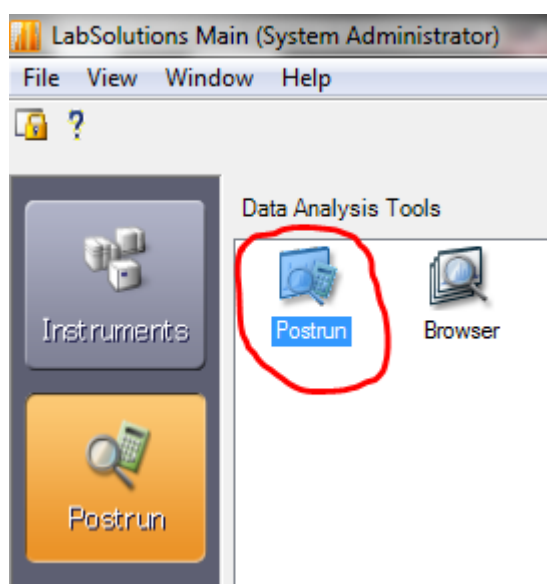 LabSolutions Main (System Administrator)
File View Window Help
?
Data Analysis Tools
Instruments
Postrun
Browser
Postrun